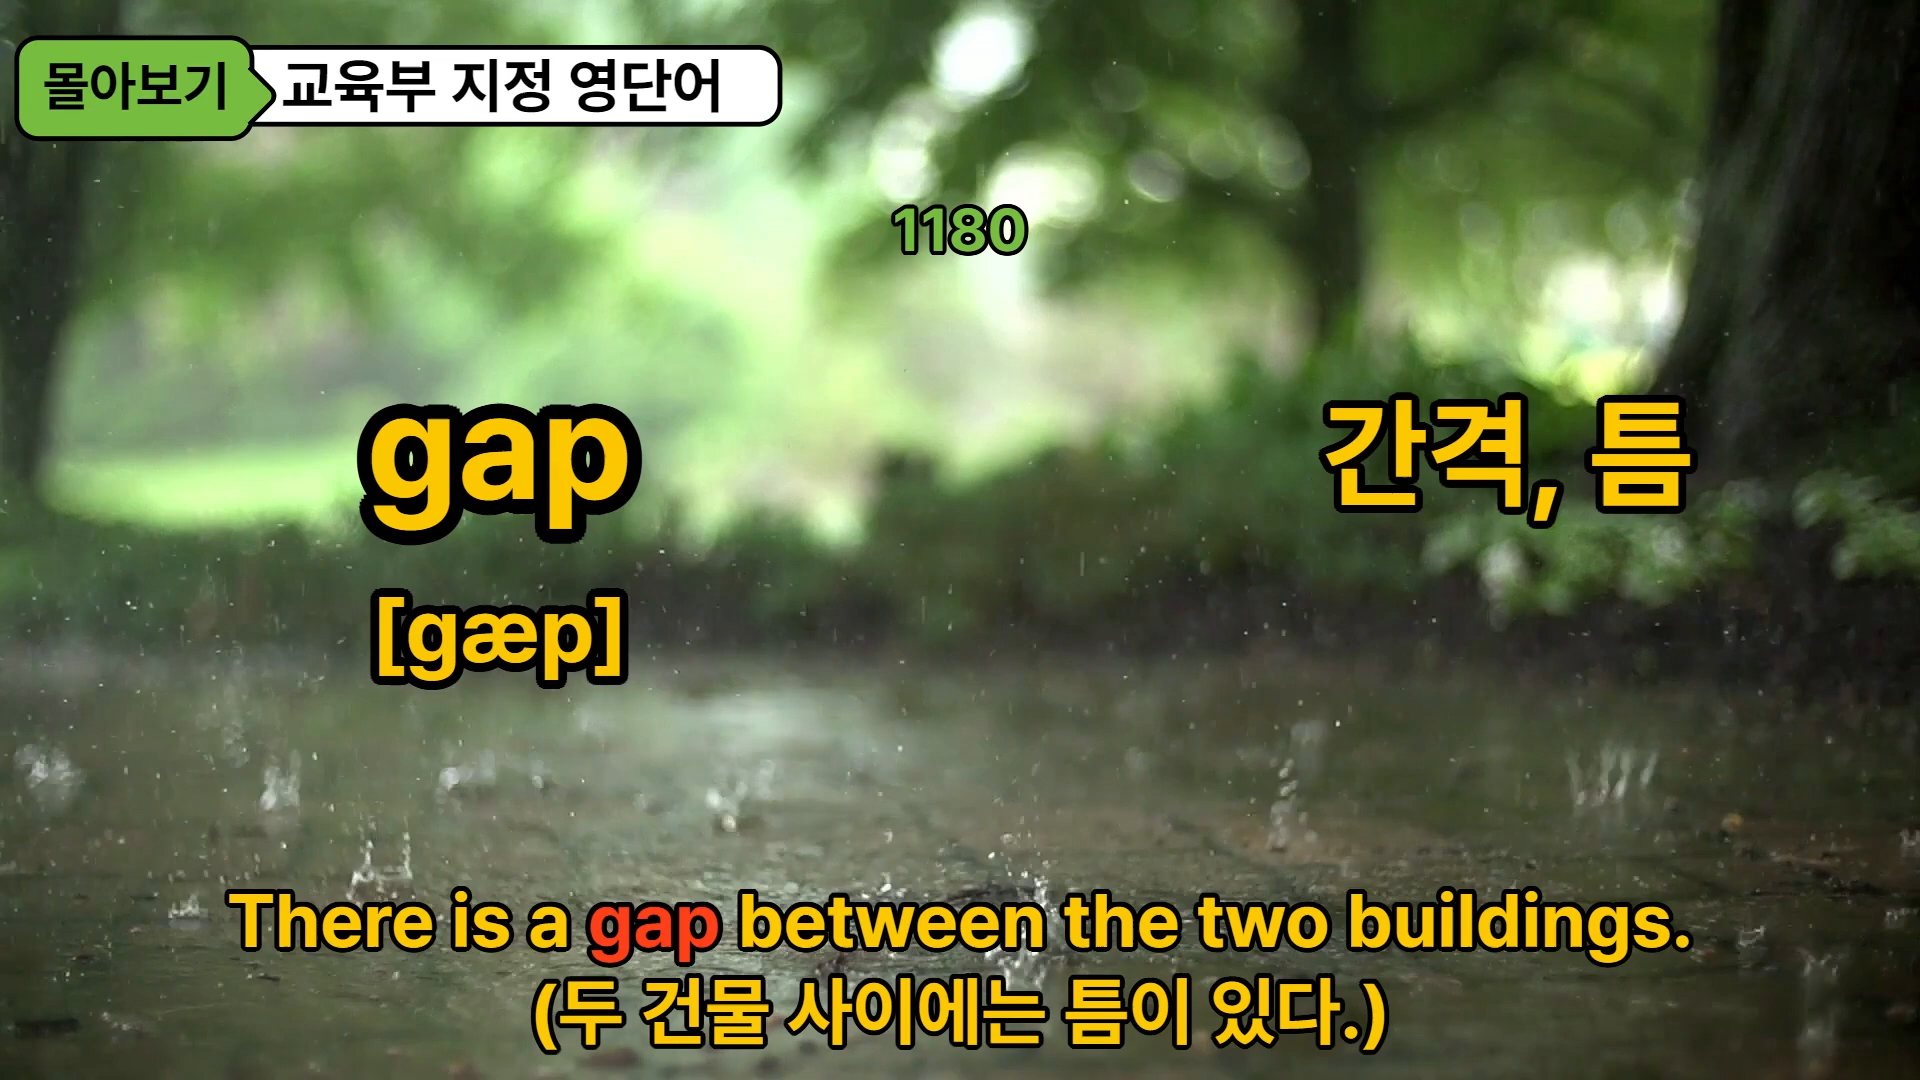 몰아보기 교육부 지정 영단어
1180
gap 간격, 틈
[gæp]
There is a gap between the two buildings.
(두 건물 사이에는 틈이 있다.)